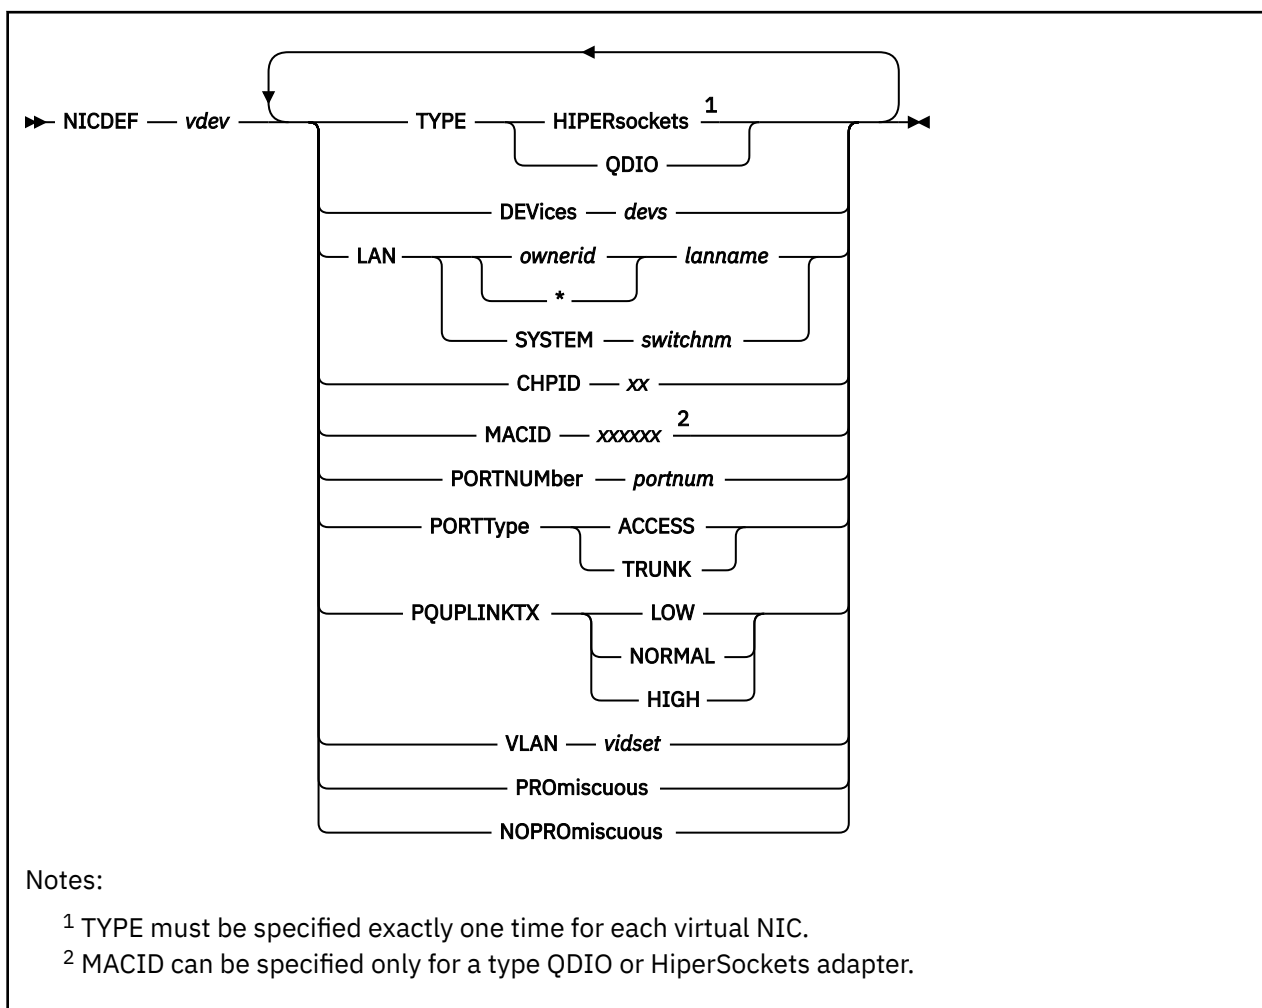 NICDEF vdev TYPE HIPERsockets 1
QDIO
DEVices devs
LAN ownerid lanname
*
SYSTEM switchnm
CHPID xx
MACID xxxxxx 2
PORTNUMber portnum
PORTType ACCESS
TRUNK
PQUPLINKTX LOW
NORMAL
HIGH
VLAN vidset
PROmiscuous
NOPROmiscuous
Notes:
1 TYPE must be specified exactly one time for each virtual NIC.
2 MACID can be specified only for a type QDIO or HiperSockets adapter.